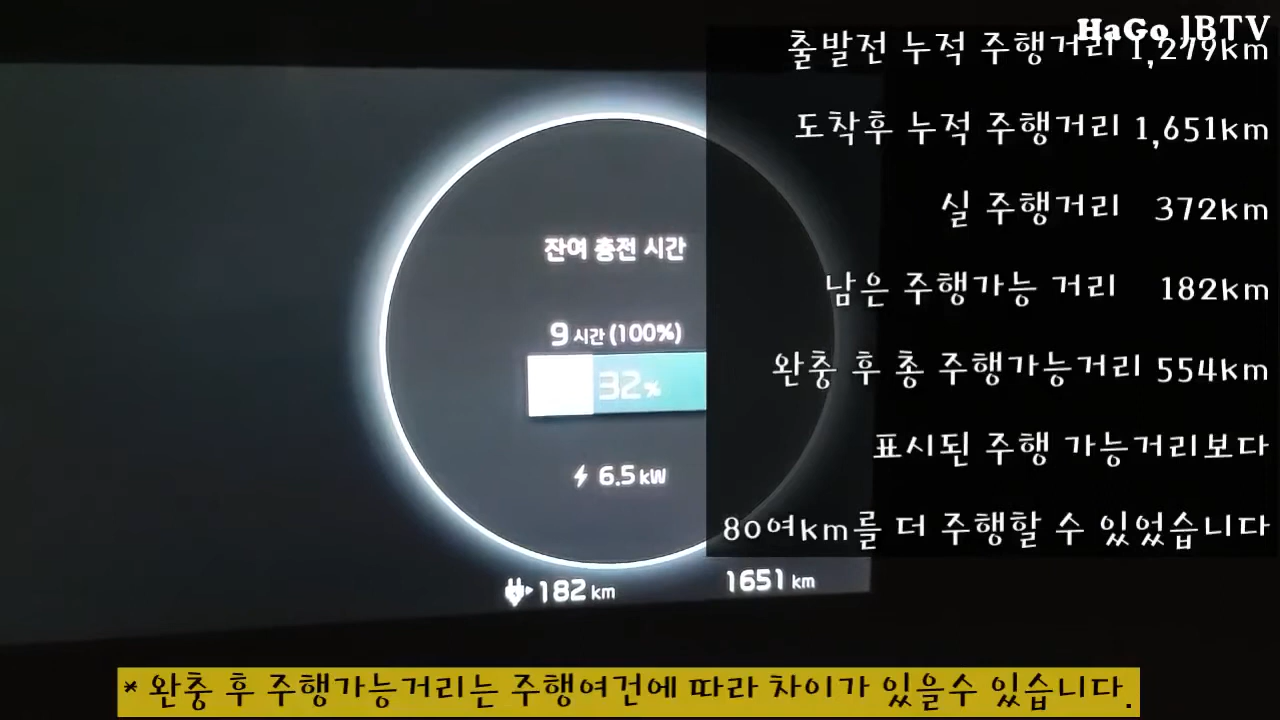 HaGo JBTV
출발전 누적 주행거리 1,279km
도착후 누적 주행거리 1,651km
실 주행거리 372km
남은 주행가능 거리 182km
완충 후 총 주행가능거리 554km
표시된 주행 가능거리보다
80여km를 더 주행할 수 있었습니다
잔여 충전 시간
9 시간 (100%)
32%
6.5 kW
182 km
1651 km
* 완충 후 주행가능거리는 주행여건에 따라 차이가 있을수 있습니다.